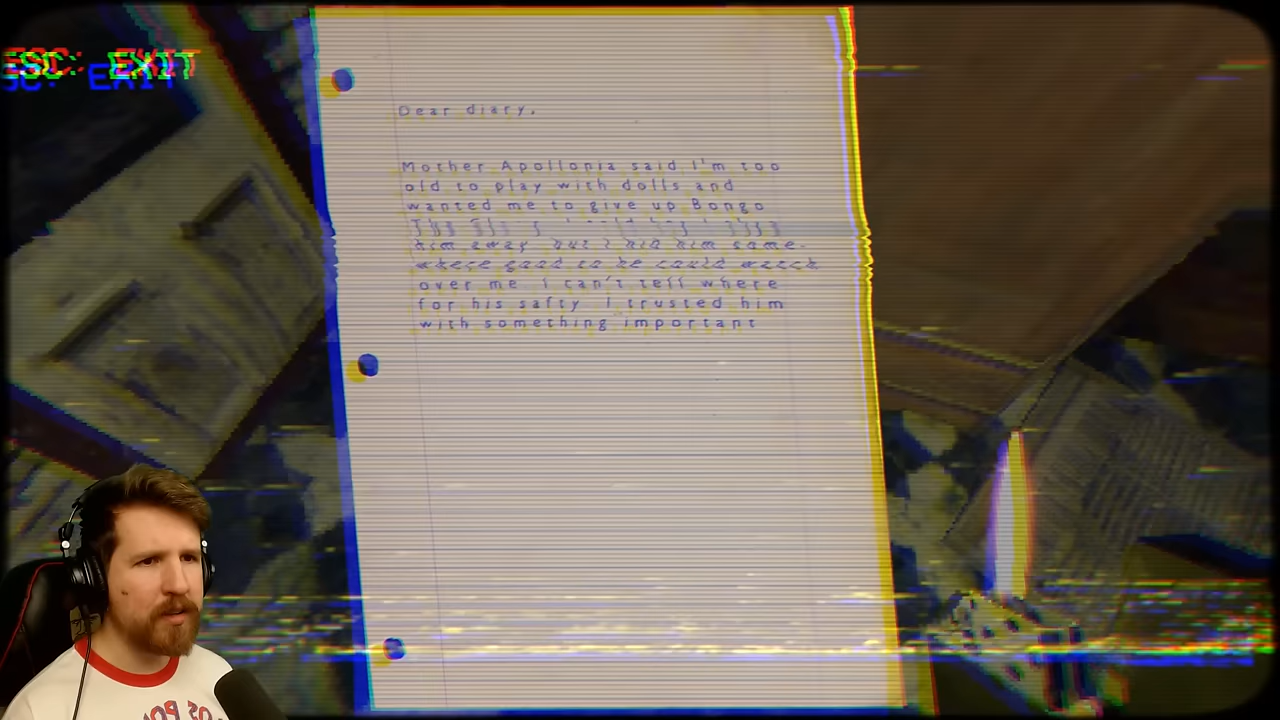 ESC: EXIT
Dear diary,
Mother Apollonia said I'm too
old to play with dolls and
wanted me to give up Bongo
him away but I hid him some-
where good so he could watch
over me I can't tell where
for his safty I trusted him
with something important